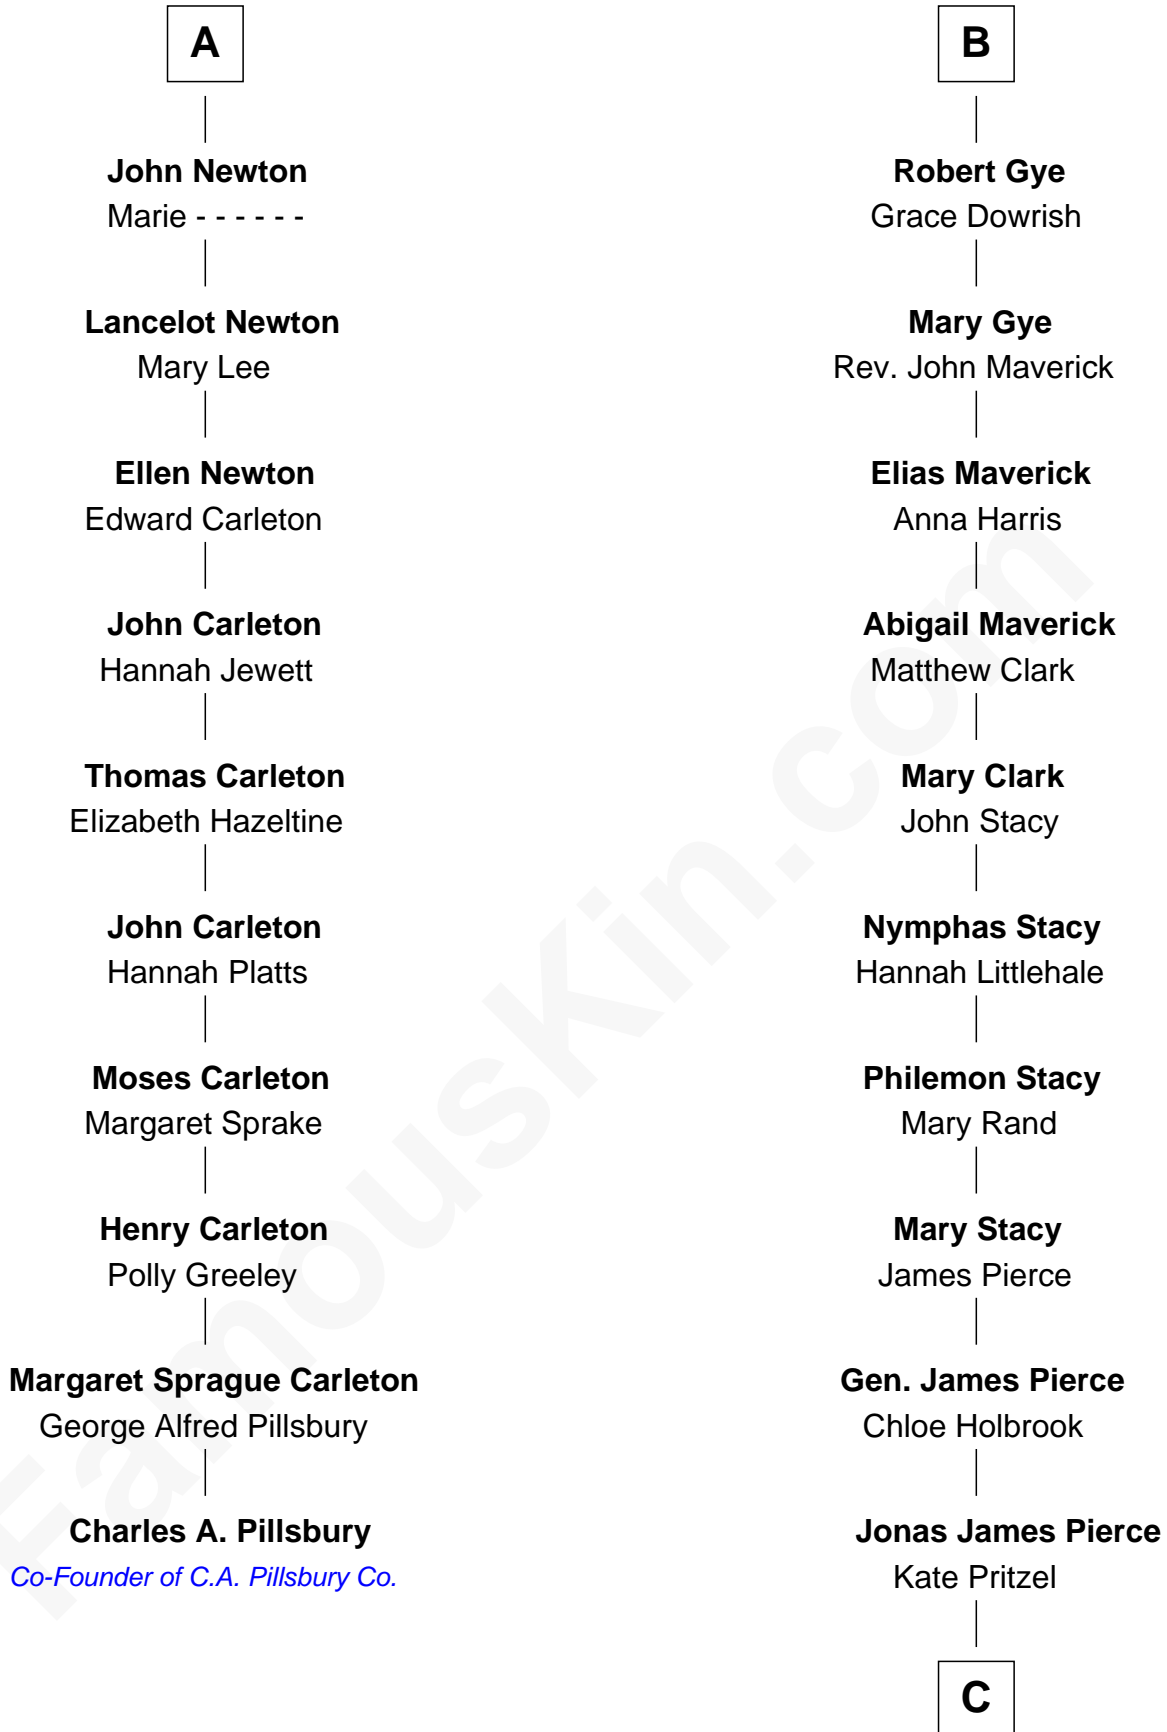 A
John Newton
Marie - - - - - -
Lancelot Newton
Mary Lee
Ellen Newton
Edward Carleton
John Carleton
Hannah Jewett
Thomas Carleton
Elizabeth Hazeltine
John Carleton
Hannah Platts
Moses Carleton
Margaret Sprake
Henry Carleton
Polly Greeley
Margaret Sprague Carleton
George Alfred Pillsbury
Charles A. Pillsbury
Co-Founder of C.A. Pillsbury Co.
B
Robert Gye
Grace Dowrish
Mary Gye
Rev. John Maverick
Elias Maverick
Anna Harris
Abigail Maverick
Matthew Clark
Mary Clark
John Stacy
Nymphas Stacy
Hannah Littlehale
Philemon Stacy
Mary Rand
Mary Stacy
James Pierce
Gen. James Pierce
Chloe Holbrook
Jonas James Pierce
Kate Pritzel
C
FamousKin.com